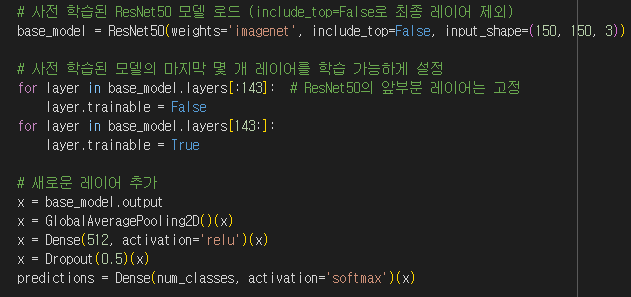 # 사전 학습된 ResNet50 모델 로드 (include_top=False로 최종 레이어 제외)
base_model = ResNet50(weights='imagenet', include_top=False, input_shape=(150, 150, 3))
# 사전 학습된 모델의 마지막 몇 개 레이어를 학습 가능하게 설정
for layer in base_model.layers[:143]:  # ResNet50의 앞부분 레이어는 고정
    layer.trainable = False
for layer in base_model.layers[143:]:
    layer.trainable = True
# 새로운 레이어 추가
x = base_model.output
x = GlobalAveragePooling2D()(x)
x = Dense(512, activation='relu')(x)
x = Dropout(0.5)(x)
predictions = Dense(num_classes, activation='softmax')(x)